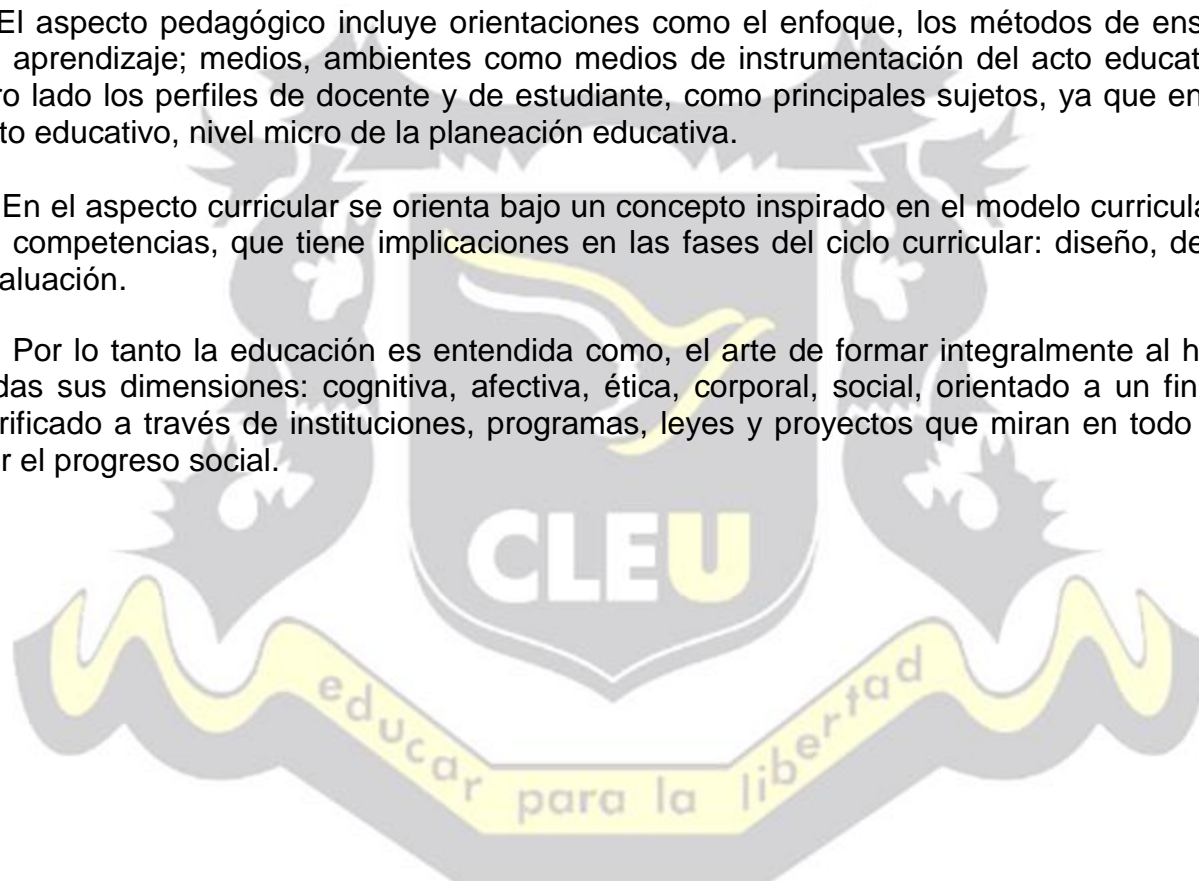 El aspecto pedagógico incluye orientaciones como el enfoque, los métodos de ens
aprendizaje; medios, ambientes como medios de instrumentación del acto educat
ro lado los perfiles de docente y de estudiante, como principales sujetos, ya que en
to educativo, nivel micro de la planeación educativa.
En el aspecto curricular se orienta bajo un concepto inspirado en el modelo curricula
competencias, que tiene implicaciones en las fases del ciclo curricular: diseño, de
aluación.
Por lo tanto la educación es entendida como, el arte de formar integralmente al h
das sus dimensiones: cognitiva, afectiva, ética, corporal, social, orientado a un fin
rificado a través de instituciones, programas, leyes y proyectos que miran en todo
r el progreso social.
CLEU
educar para la libertad